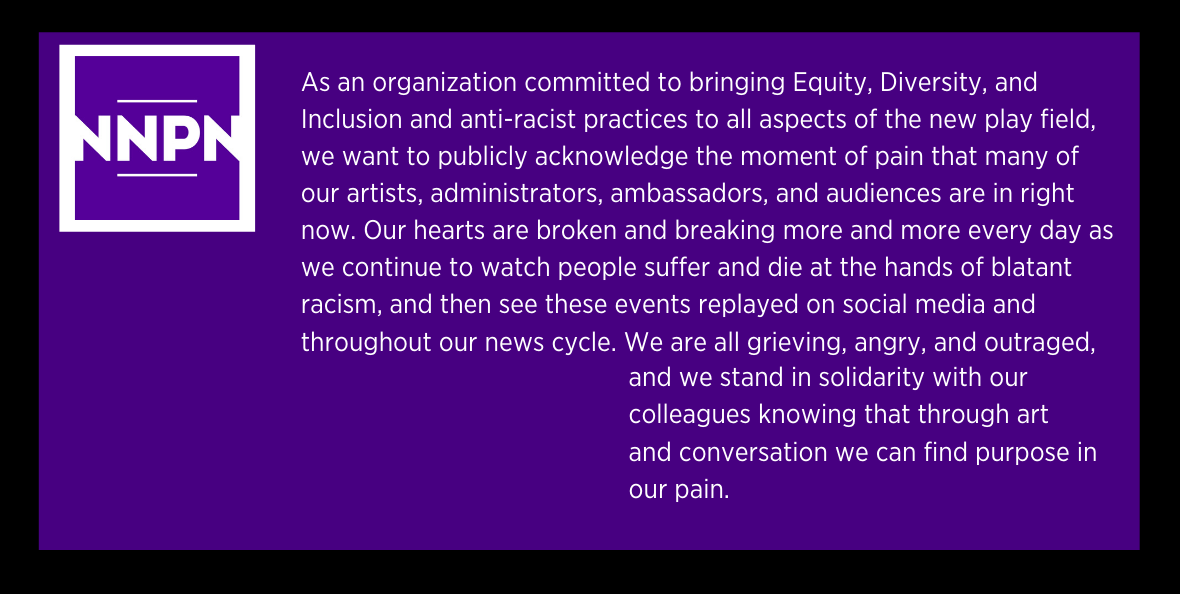 NNPN
As an organization committed to bringing Equity, Diversity, and
Inclusion and anti-racist practices to all aspects of the new play field,
we want to publicly acknowledge the moment of pain that many of
our artists, administrators, ambassadors, and audiences are in right
now. Our hearts are broken and breaking more and more every day as
we continue to watch people suffer and die at the hands of blatant
racism, and then see these events replayed on social media and
throughout our news cycle. We are all grieving, angry, and outraged,
and we stand in solidarity with our
colleagues knowing that through art
and conversation we can find purpose in
our pain.